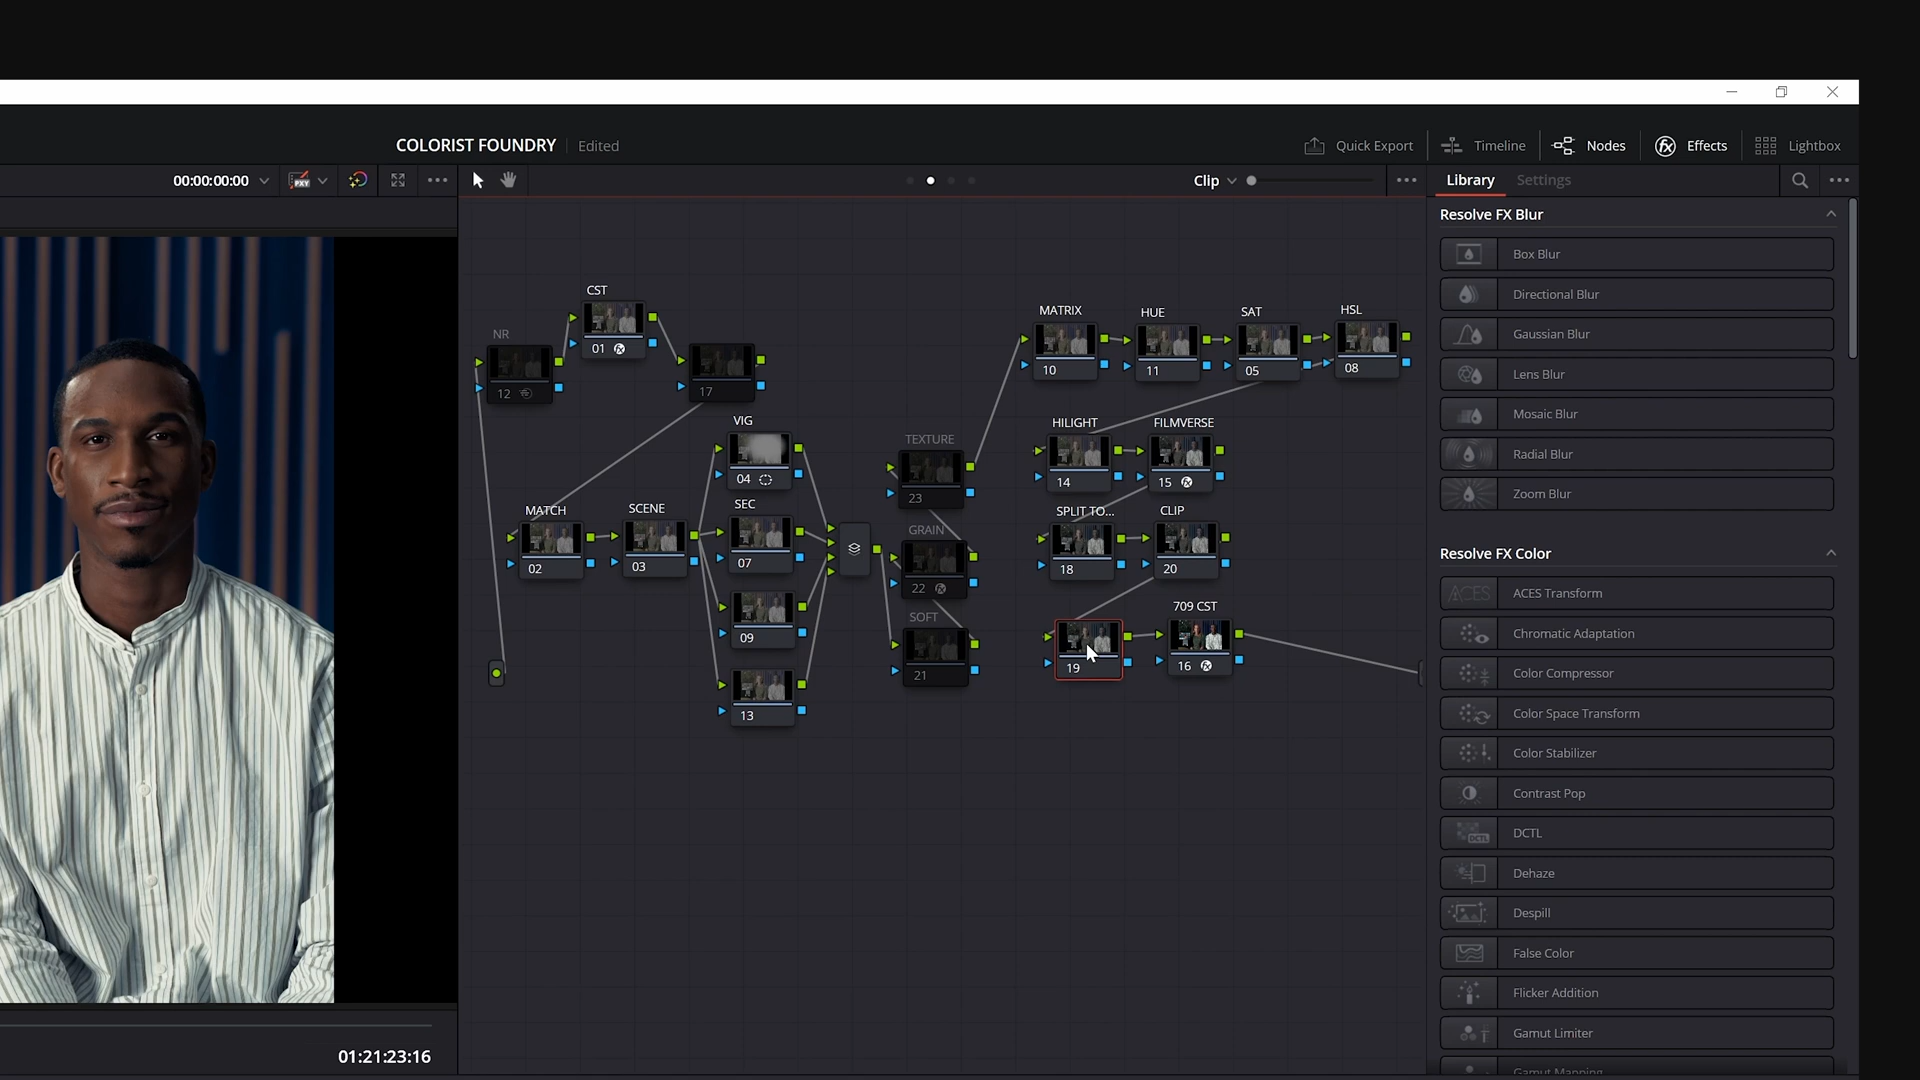 COLORIST FOUNDRY
Edited
Quick Export
Timeline
Nodes
Effects
Lightbox
00:00:00:00
PXY
Clip
Library
Settings
CST
01
NR
12
17
VIG
04
MATCH
02
SCENE
03
SEC
07
09
13
TEXTURE
23
GRAIN
22
SOFT
21
MATRIX
10
HUE
11
SAT
05
HSL
08
HILIGHT
14
FILMVERSE
15
SPLIT TO...
18
CLIP
20
19
709 CST
16
Resolve FX Blur
Box Blur
Directional Blur
Gaussian Blur
Lens Blur
Mosaic Blur
Radial Blur
Zoom Blur
Resolve FX Color
ACES Transform
Chromatic Adaptation
Color Compressor
Color Space Transform
Color Stabilizer
Contrast Pop
DCTL
Dehaze
Despill
False Color
Flicker Addition
Gamut Limiter
Gamut Mapping
01:21:23:16